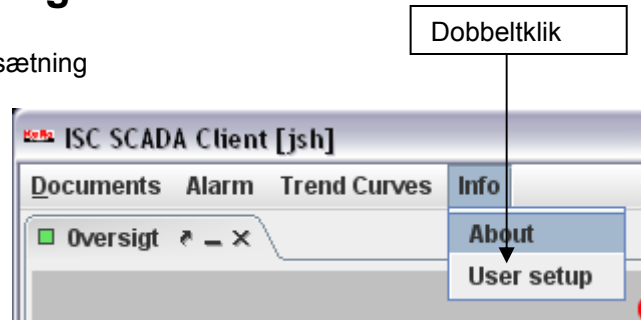 g
Dobbeltklik
sætning
ISC SCADA Client [jsh]
Documents Alarm Trend Curves Info
Oversigt
About
User setup